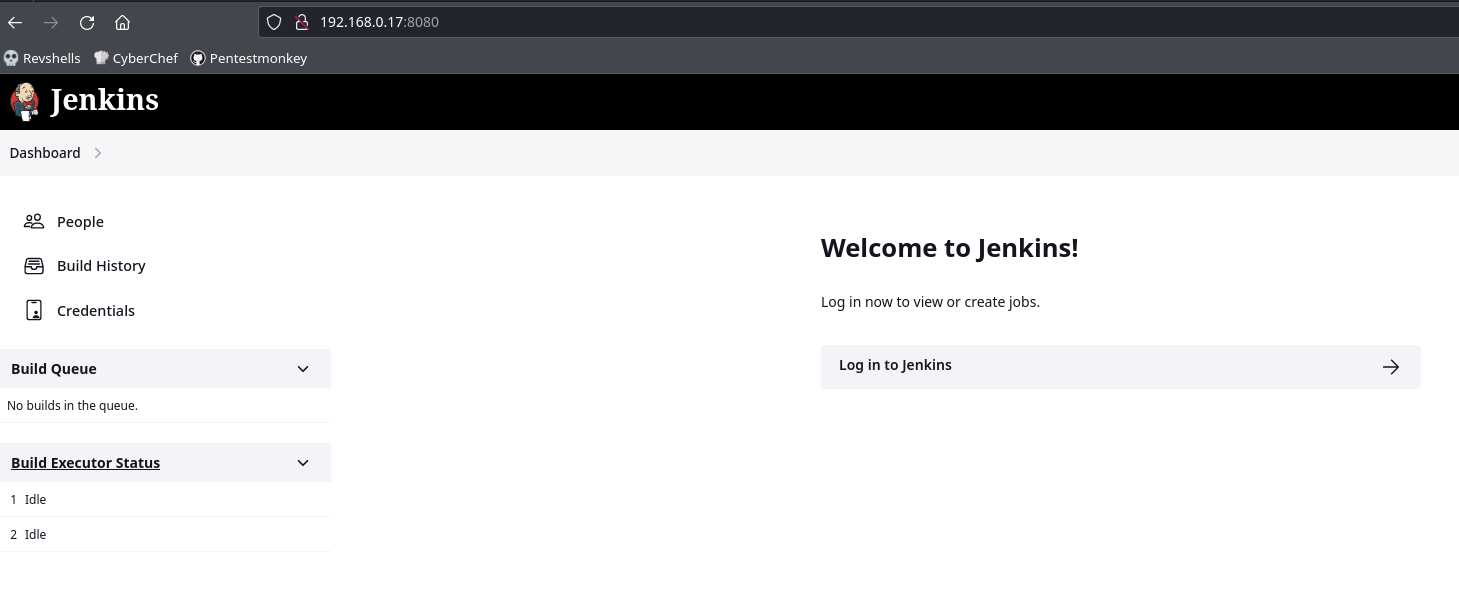 192.168.0.17:8080
Revshells CyberChef Pentestmonkey
Jenkins
Dashboard
People
Build History
Credentials
Build Queue
No builds in the queue.
Build Executor Status
1 Idle
2 Idle
Welcome to Jenkins!
Log in now to view or create jobs.
Log in to Jenkins